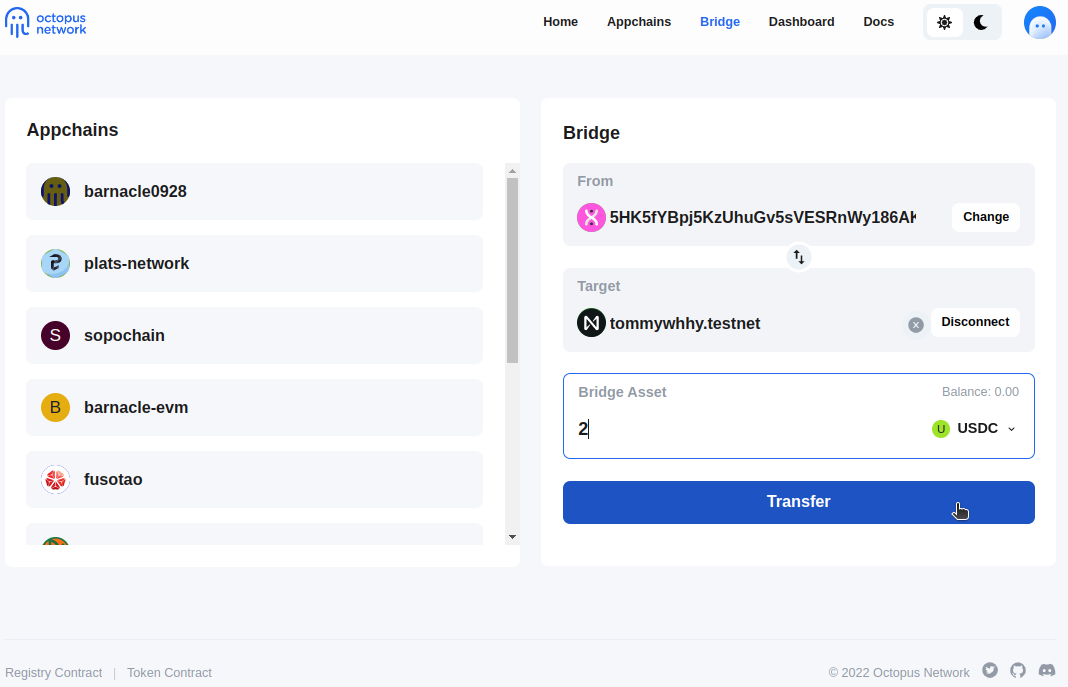 octopus
network
Home Appchains Bridge Dashboard Docs
Appchains
barnacle0928
plats-network
S sopochain
B barnacle-evm
fusotao
Bridge
From
5HK5fYBpj5KzUhuGv5sVESRnWy186AK
Change
Target
tommywhhy.testnet
Disconnect
Bridge Asset Balance: 0.00
2 U USDC
Transfer
Registry Contract | Token Contract © 2022 Octopus Network